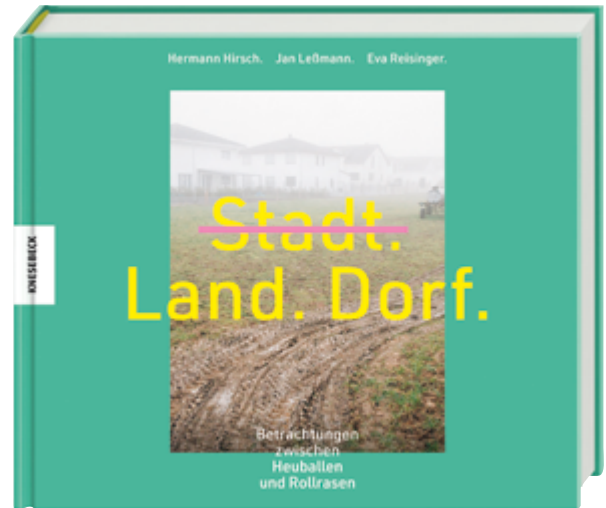 Hermann Hirsch. Jan Leßmann. Eva Reisinger.
Stadt.
Land. Dorf.
KNESEBECK
Betrachtungen
zwischen
Heuballen
und Rollrasen